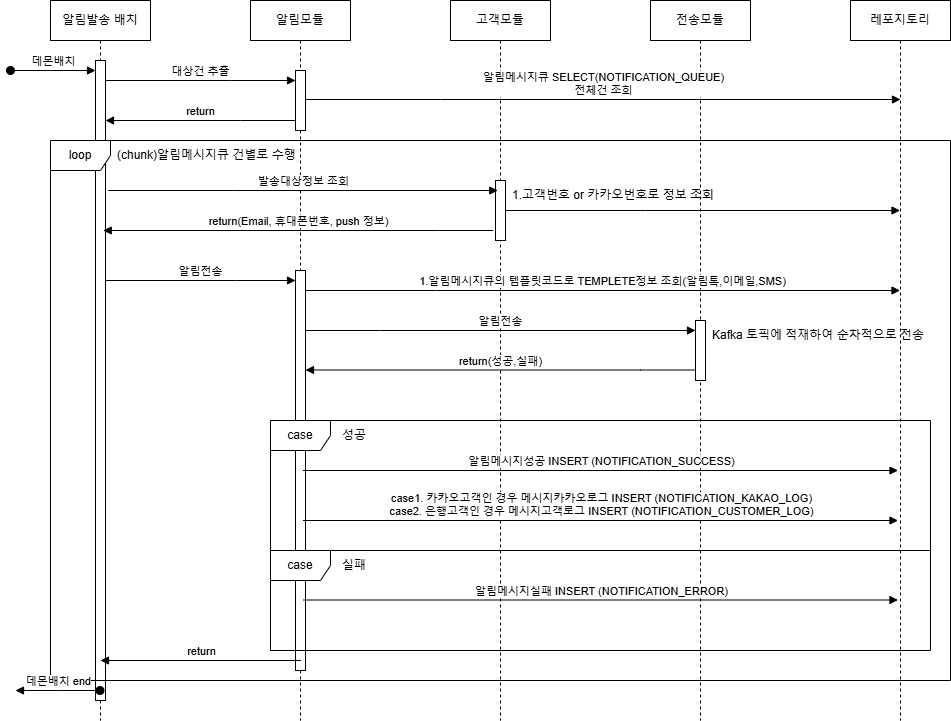 알림발송 배치
알림모듈
고객모듈
전송모듈
레포지토리
데몬배치
대상건 추출
알림메시지큐 SELECT(NOTIFICATION_QUEUE)
전체건 조회
return
loop
(chunk)알림메시지큐 건별로 수행
발송대상정보 조회
1.고객번호 or 카카오번호로 정보 조회
return(Email, 휴대폰번호, push 정보)
알림전송
1.알림메시지큐의 템플릿코드로 TEMPLETE정보 조회(알림톡,이메일,SMS)
알림전송
Kafka 토픽에 적재하여 순차적으로 전송
return(성공,실패)
case
성공
알림메시지성공 INSERT (NOTIFICATION_SUCCESS)
case1. 카카오고객인 경우 메시지카카오로그 INSERT (NOTIFICATION_KAKAO_LOG)
case2. 은행고객인 경우 메시지고객로그 INSERT (NOTIFICATION_CUSTOMER_LOG)
case
실패
알림메시지실패 INSERT (NOTIFICATION_ERROR)
return
데몬배치 end